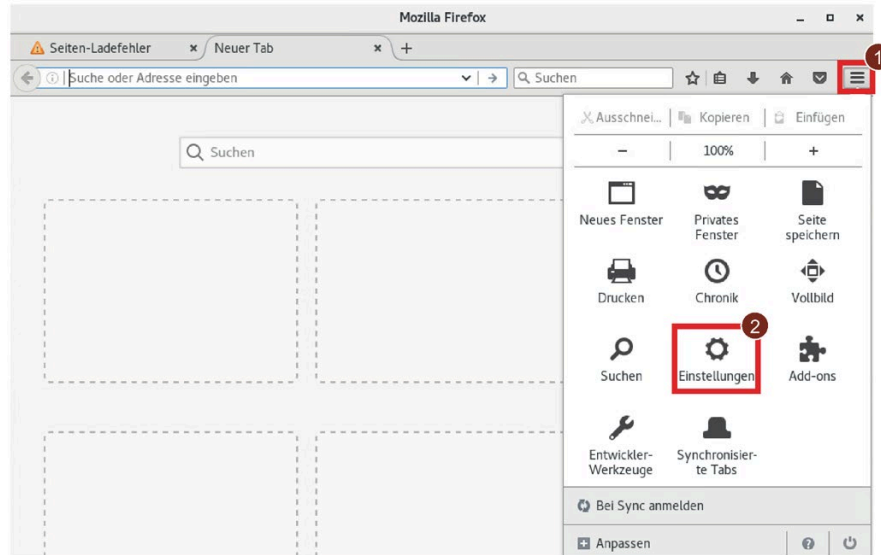 Mozilla Firefox
Seiten-Ladefehler
Neuer Tab
1
Suche oder Adresse eingeben
Suchen
Ausschnei... Kopieren Einfügen
− 100% +
Suchen
Neues Fenster
Privates
Fenster
Seite
speichern
Drucken
Chronik
Vollbild
2
Suchen
Einstellungen
Add-ons
Entwickler-
Werkzeuge
Synchronisier-
te Tabs
Bei Sync anmelden
Anpassen